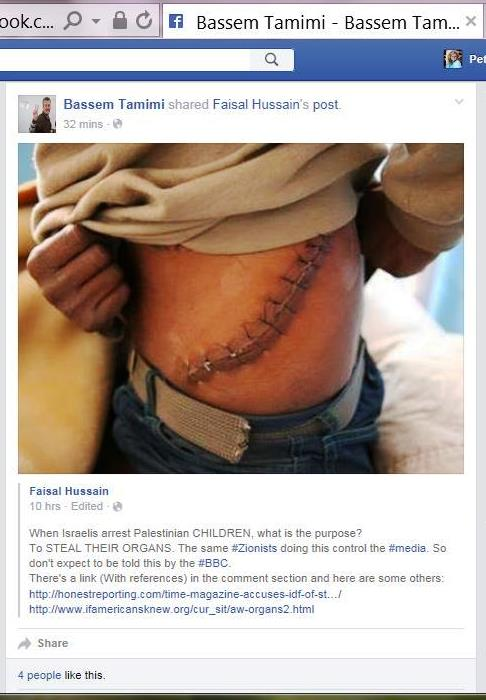 ook.c...
Bassem Tamimi - Bassem Tam...
Pet
Bassem Tamimi shared Faisal Hussain's post.
32 mins ·
Faisal Hussain
10 hrs · Edited ·
When Israelis arrest Palestinian CHILDREN, what is the purpose?
To STEAL THEIR ORGANS. The same #Zionists doing this control the #media. So
don't expect to be told this by the #BBC.
There's a link (With references) in the comment section and here are some others:
http://honestreporting.com/time-magazine-accuses-idf-of-st.../
http://www.ifamericansknew.org/cur_sit/aw-organs2.html
Share
4 people like this.